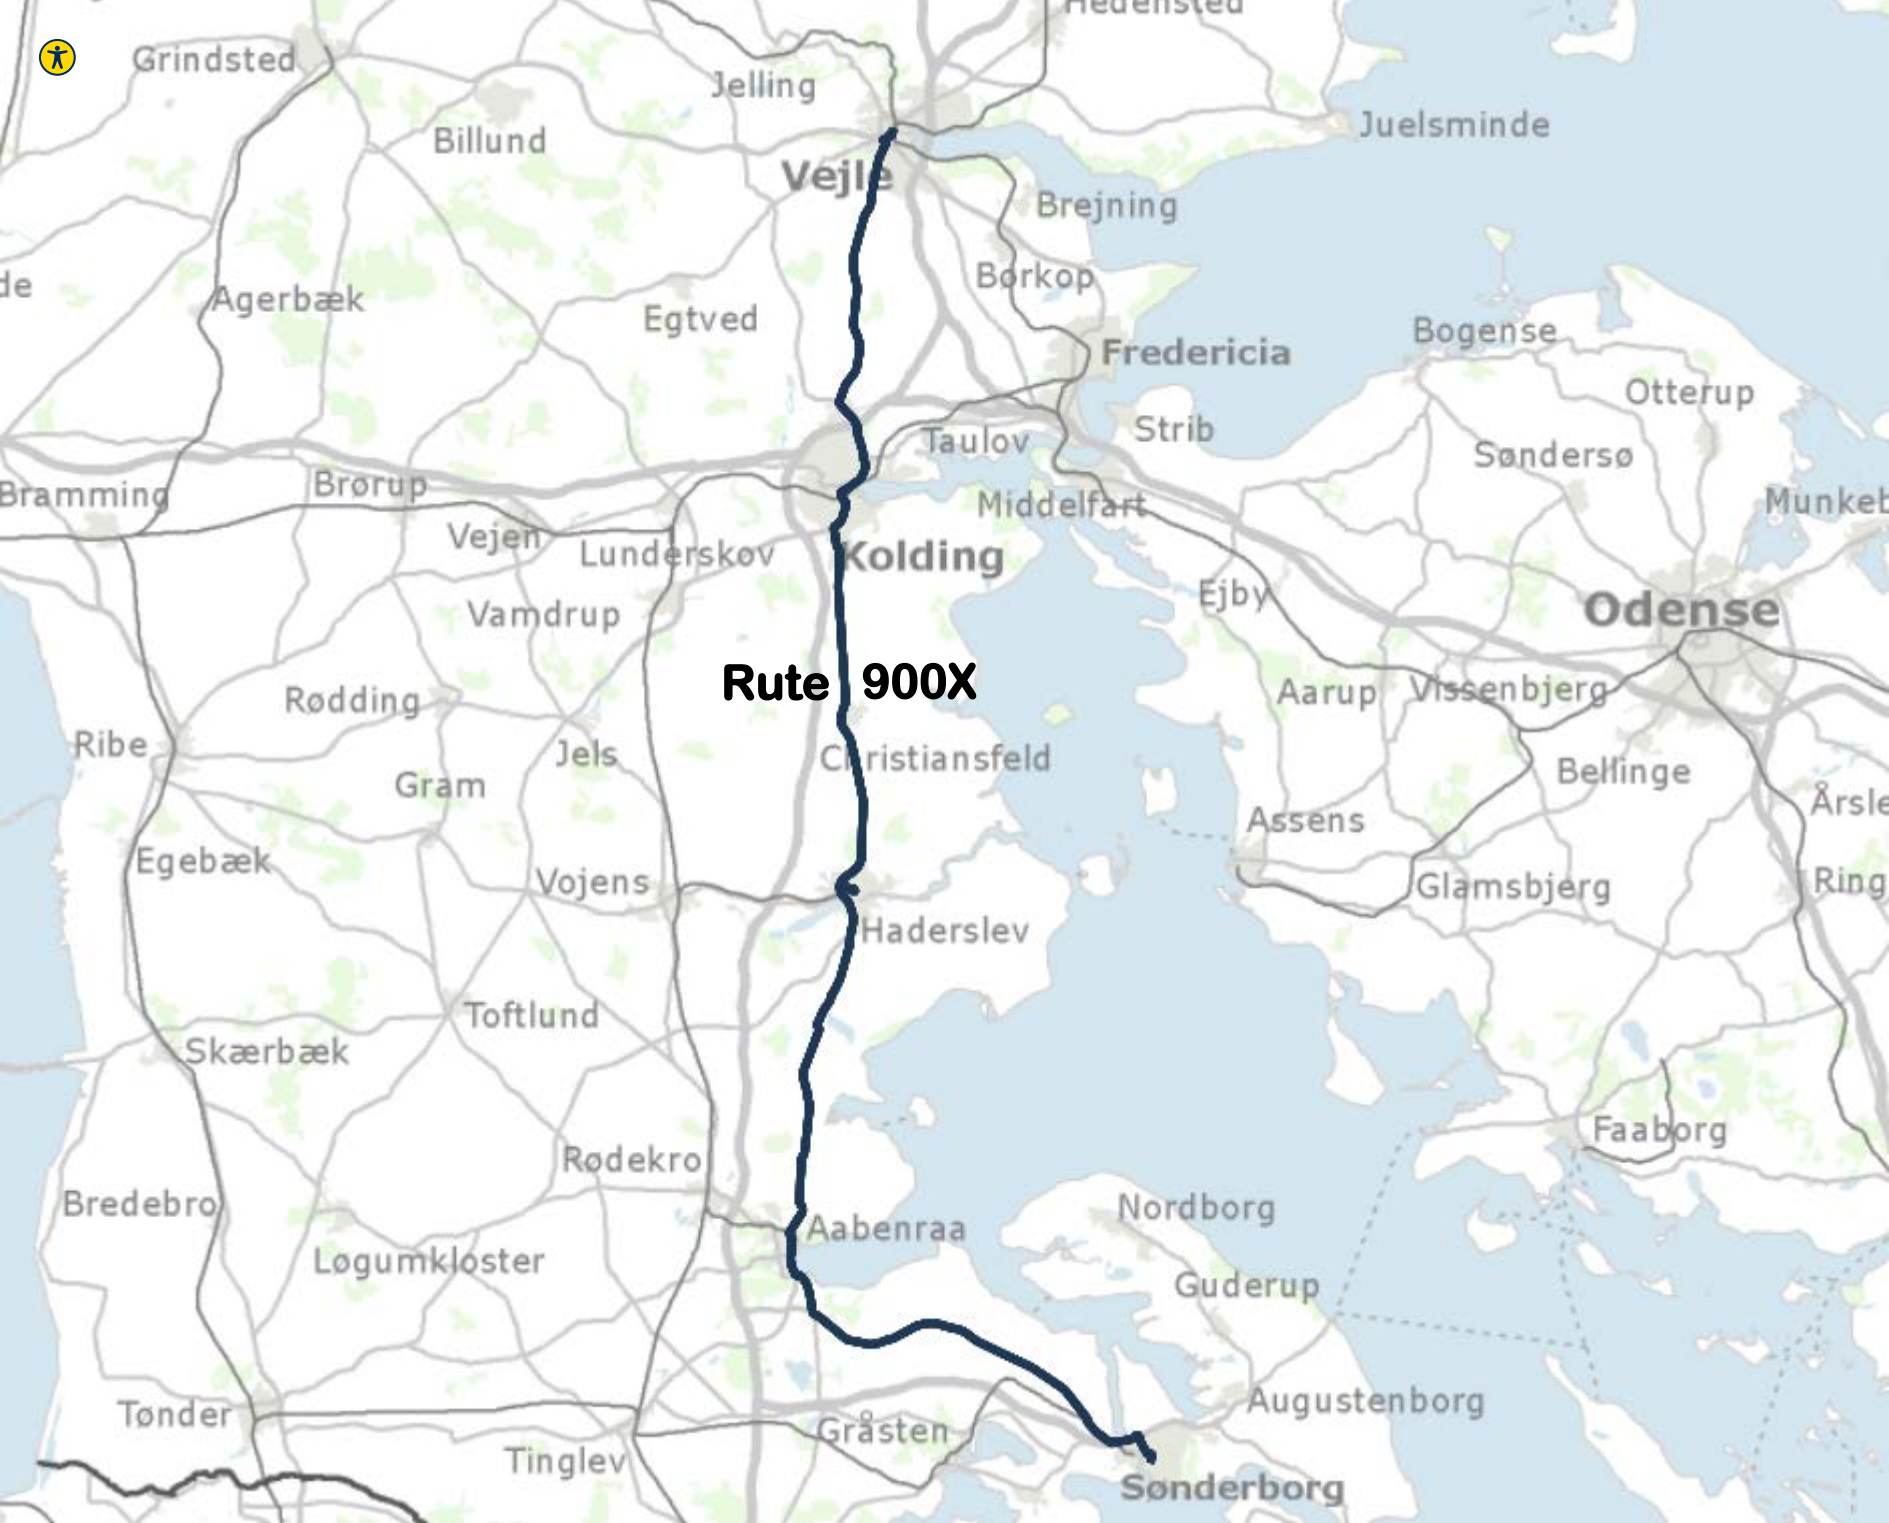 Hedensted
Grindsted
Jelling
Billund
Juelsminde
Vejle
Brejning
Børkop
de
Agerbæk
Egtved
Fredericia
Bogense
Otterup
Strib
Taulov
Søndersø
Bramming
Brørup
Middelfart
Munkeb
Vejen
Lunderskov
Kolding
Ejby
Odense
Vamdrup
Rute 900X
Rødding
Aarup
Vissenbjerg
Ribe
Jels
Christiansfeld
Gram
Bellinge
Årsle
Assens
Egebæk
Vojens
Glamsbjerg
Ring
Haderslev
Toftlund
Skærbæk
Faaborg
Rødekro
Bredebro
Nordborg
Aabenraa
Løgumkloster
Guderup
Tønder
Augustenborg
Gråsten
Tinglev
Sønderborg